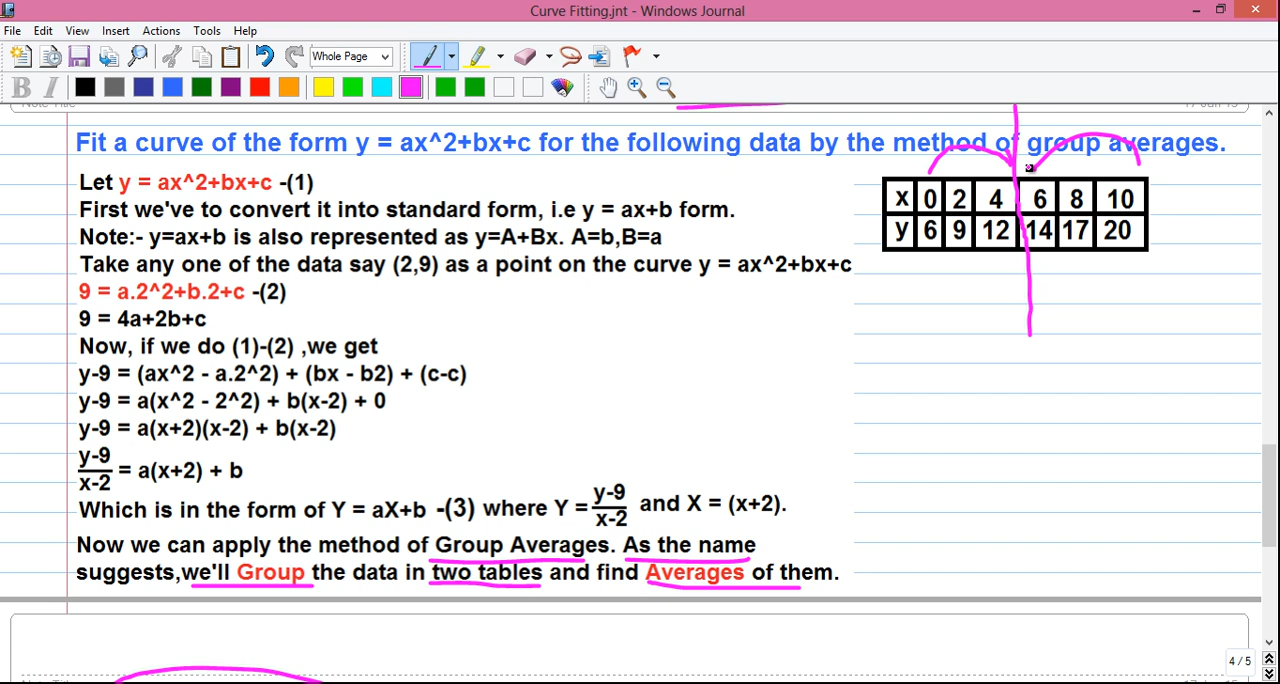 Curve Fitting.jnt - Windows Journal
File Edit View Insert Actions Tools Help
Whole Page
B I
Fit a curve of the form y = ax^2+bx+c for the following data by the method of group averages.
Let y = ax^2+bx+c -(1)
First we've to convert it into standard form, i.e y = ax+b form.
Note:- y=ax+b is also represented as y=A+Bx. A=b,B=a
Take any one of the data say (2,9) as a point on the curve y = ax^2+bx+c
9 = a.2^2+b.2+c -(2)
9 = 4a+2b+c
Now, if we do (1)-(2) ,we get
y-9 = (ax^2 - a.2^2) + (bx - b2) + (c-c)
y-9 = a(x^2 - 2^2) + b(x-2) + 0
y-9 = a(x+2)(x-2) + b(x-2)
y-9
x-2 = a(x+2) + b
Which is in the form of Y = aX+b -(3) where Y = y-9/x-2 and X = (x+2).
Now we can apply the method of Group Averages. As the name
suggests,we'll Group the data in two tables and find Averages of them.
x 0 2 4 6 8 10
y 6 9 12 14 17 20
4 / 5